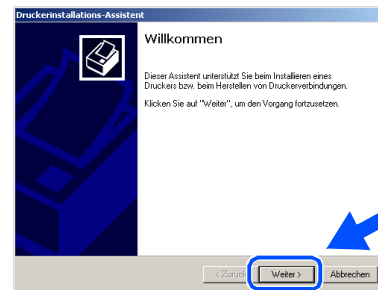 Druckerinstallations-Assistent
Willkommen
Dieser Assistent unterstützt Sie beim Installieren eines
Druckers bzw. beim Herstellen von Druckerverbindungen.
Klicken Sie auf "Weiter", um den Vorgang fortzusetzen.
< Zurück
Weiter >
Abbrechen